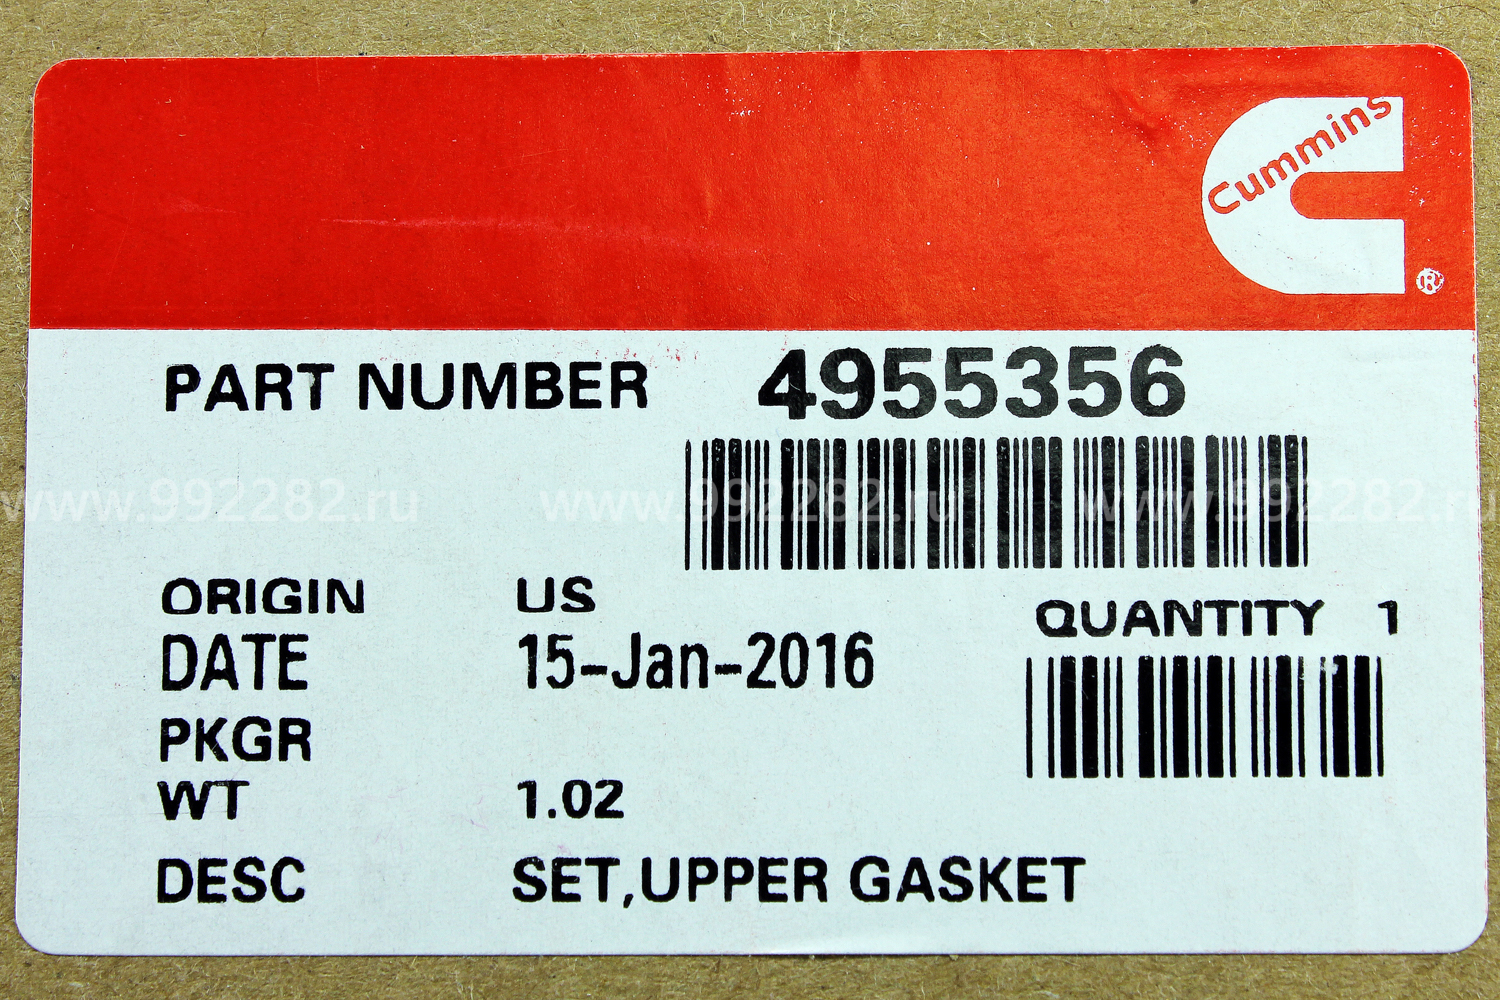 Cummins
®
PART NUMBER 4955356
www.992282.ru www.992282.ru www.992282.ru
ORIGIN US
QUANTITY 1
DATE 15-Jan-2016
PKGR
WT 1.02
DESC SET,UPPER GASKET